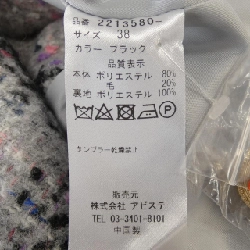 品番 2213580-
サイズ 38
カラー ブラック
品質表示
本体 ポリエステル 80%
毛 20%
裏地 ポリエステル 100%
タンブラー乾燥禁止
販売元
株式会社 アビステ
TEL 03-3401-8101
中国製